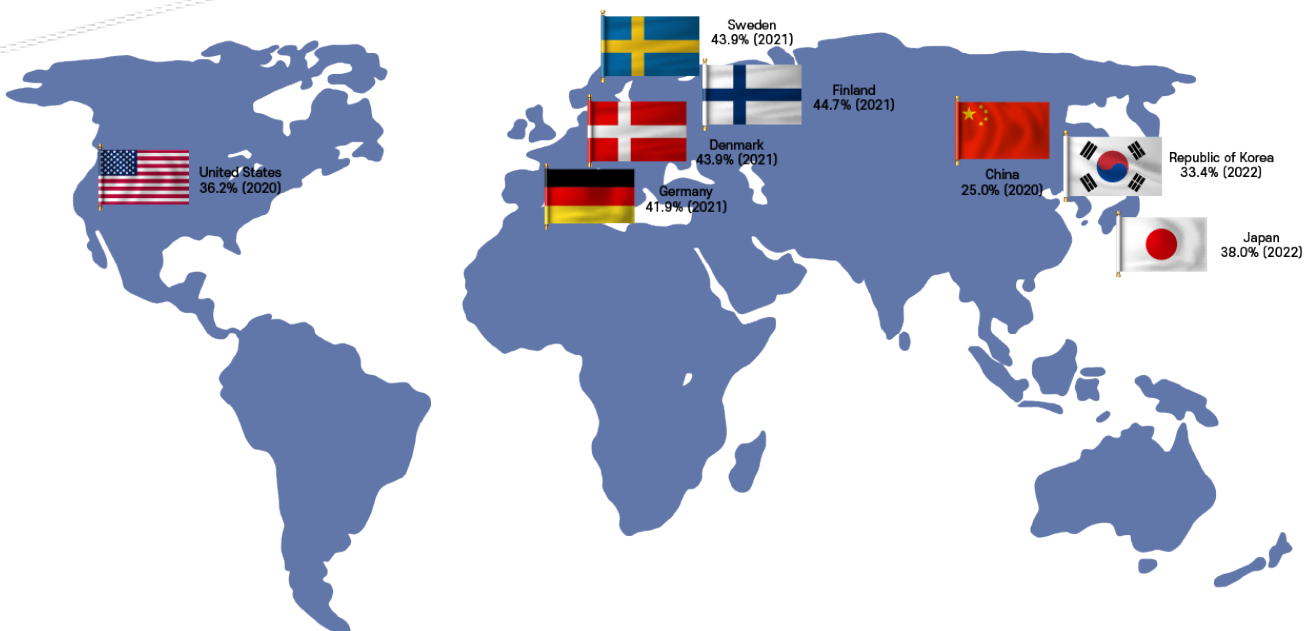 Sweden
43.9% (2021)
Finland
44.7% (2021)
Denmark
43.9% (2021)
Germany
41.9% (2021)
United States
36.2% (2020)
China
25.0% (2020)
Republic of Korea
33.4% (2022)
Japan
38.0% (2022)